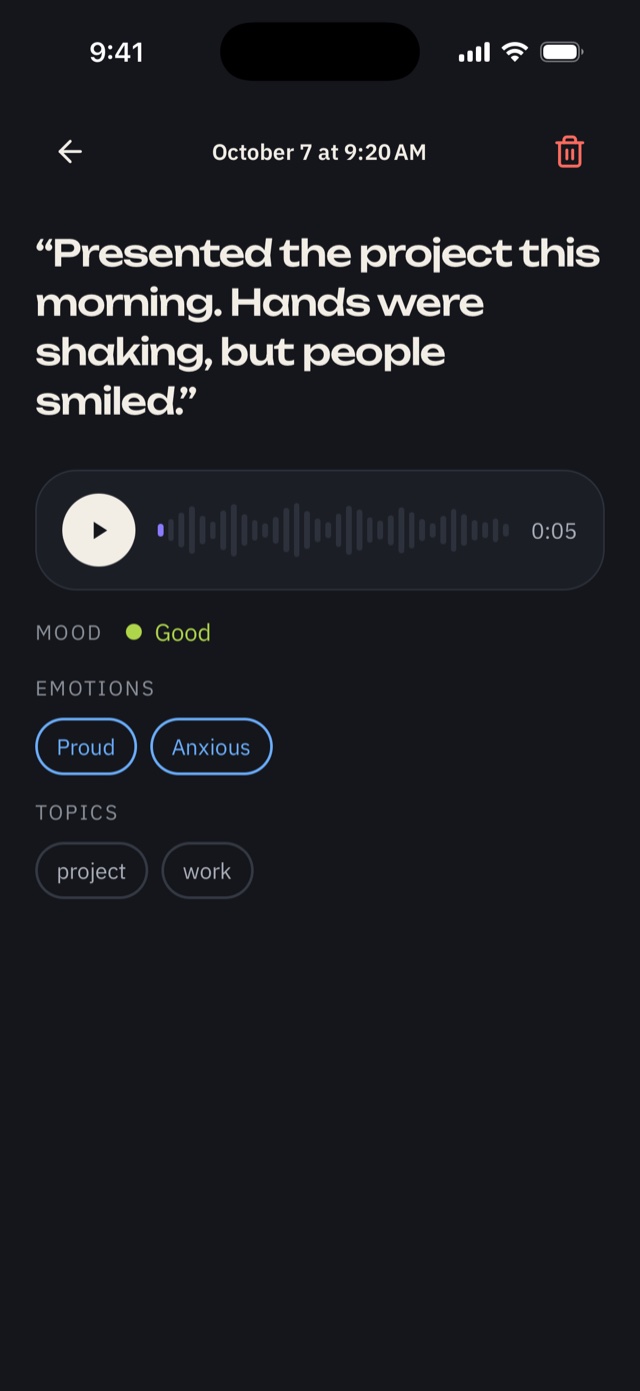 9:41
October 7 at 9:20 AM
“Presented the project this
morning. Hands were
shaking, but people
smiled.”
0:05
MOOD Good
EMOTIONS
Proud Anxious
TOPICS
project work